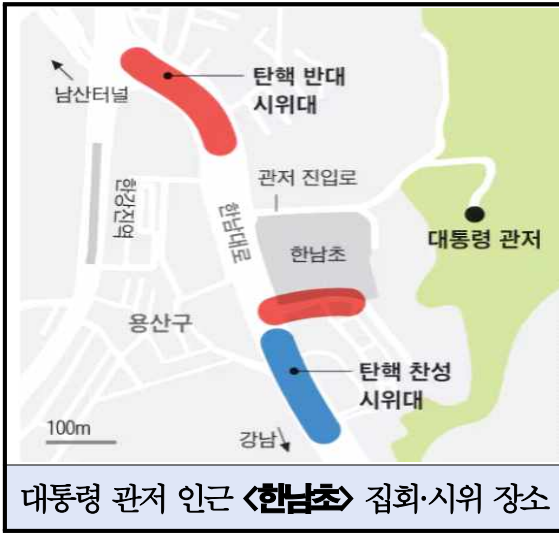 탄핵 반대
시위대
남산터널
한강진역
한남대로
관저 진입로
한남초
대통령 관저
용산구
탄핵 찬성
시위대
100m
강남
대통령 관저 인근 <한남초> 집회·시위 장소